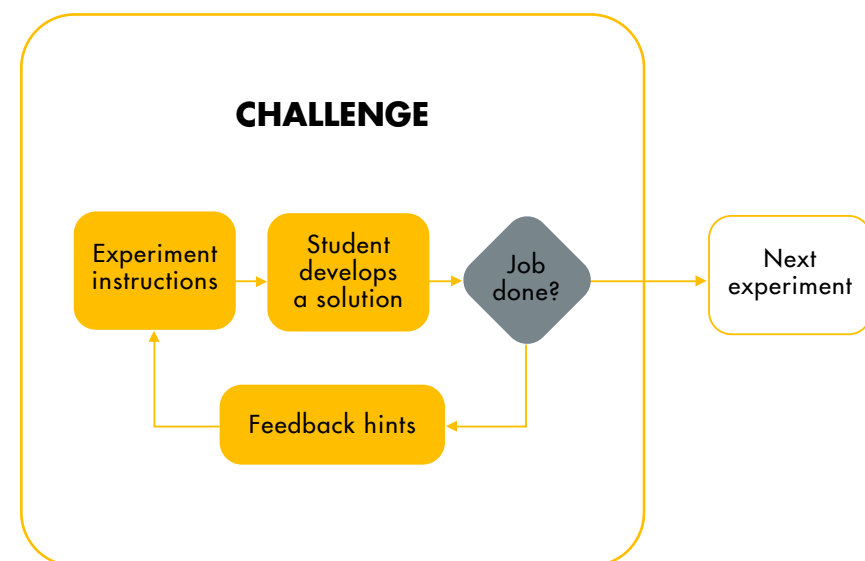 CHALLENGE
Experiment
instructions
Student
develops
a solution
Job
done?
Next
experiment
Feedback hints